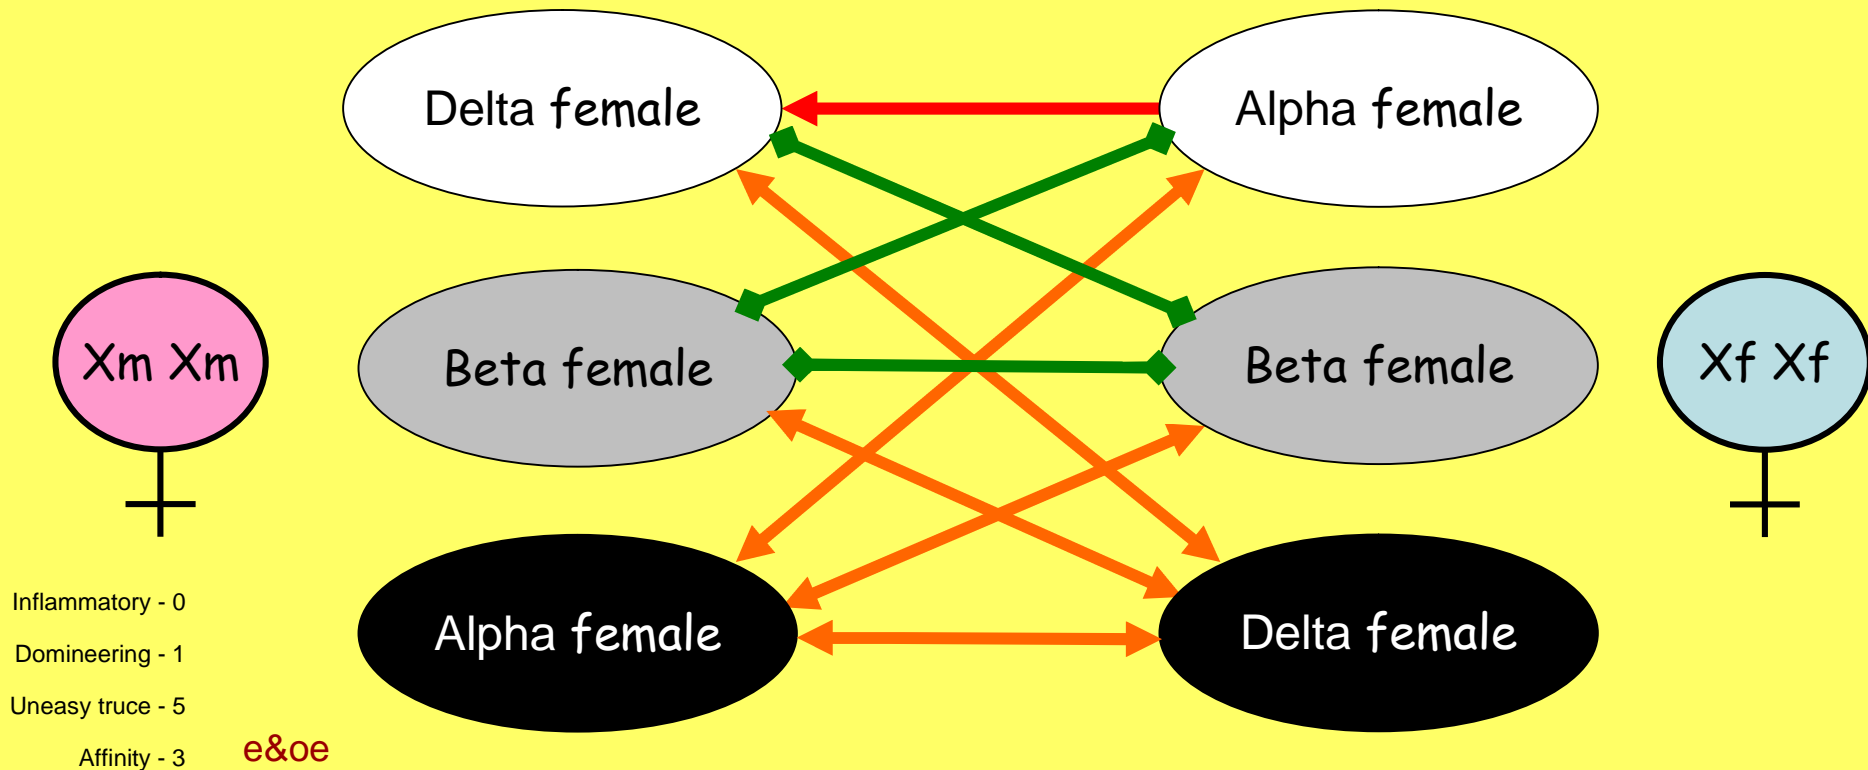 Delta female
Alpha female
Xm Xm
Beta female
Beta female
Xf Xf
Alpha female
Delta female
Inflammatory - 0
Domineering - 1
Uneasy truce - 5
Affinity - 3
e&oe